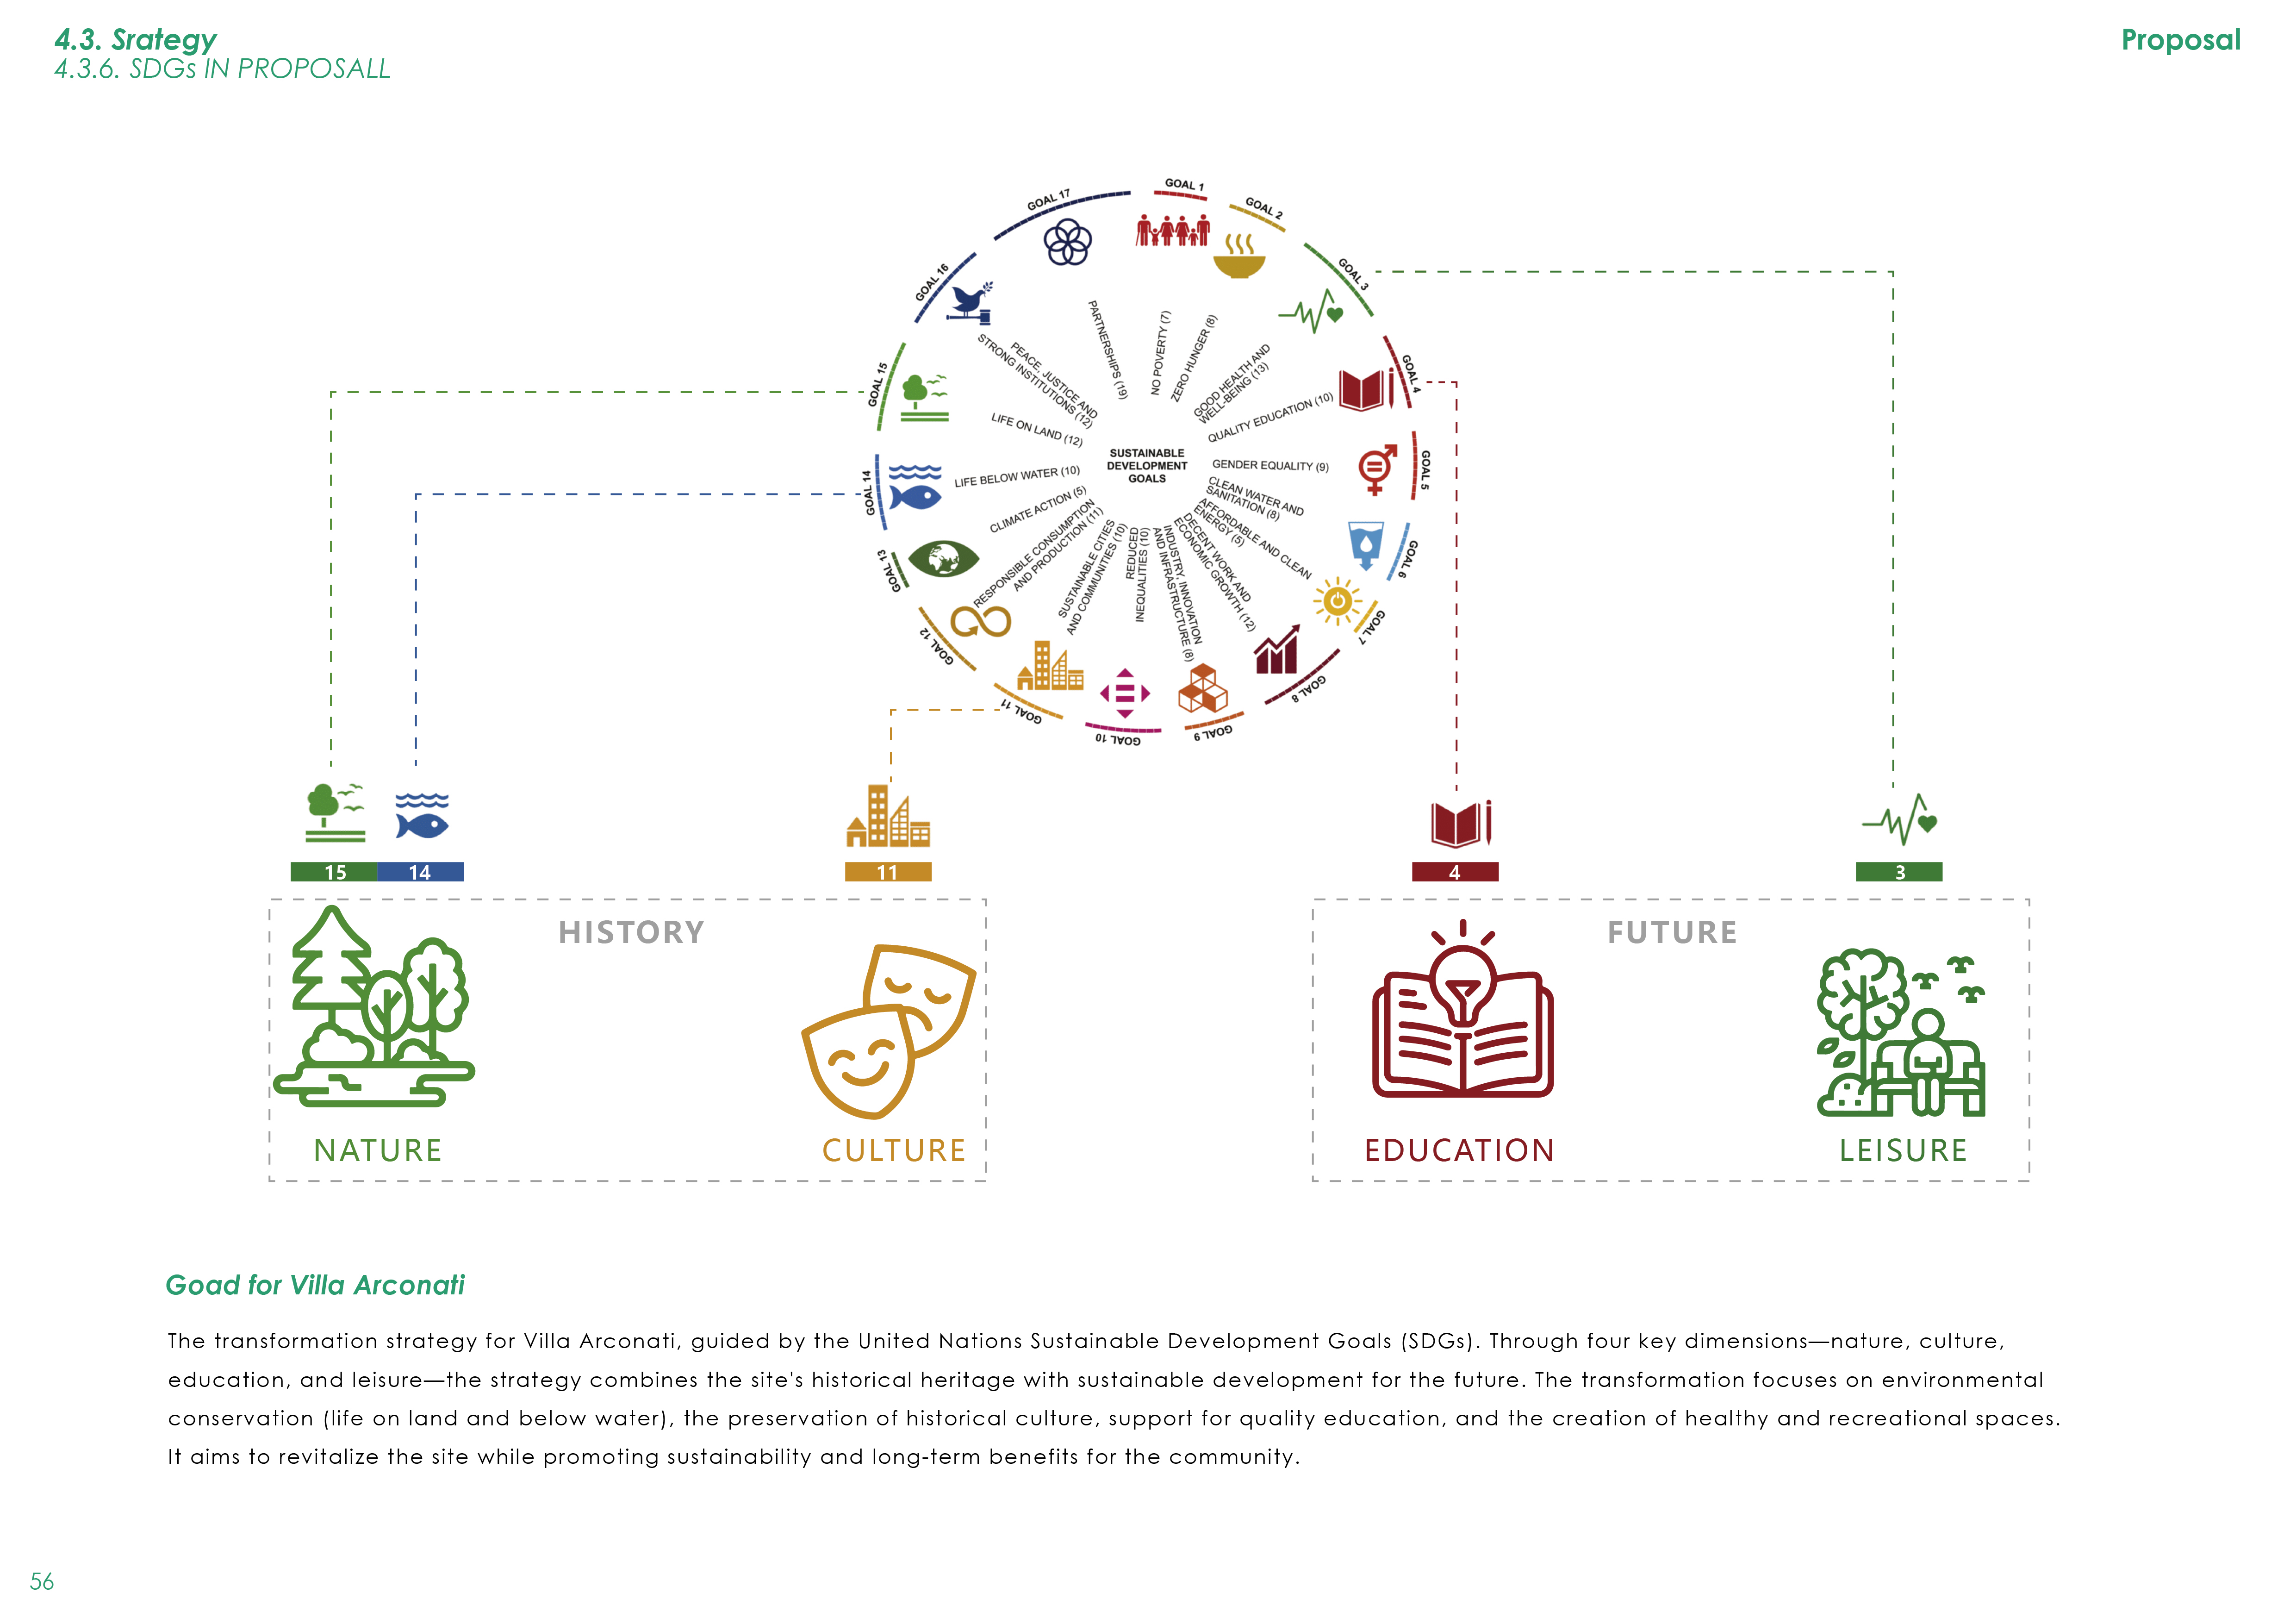 4.3. Srategy
4.3.6. SDGs IN PROPOSALL
Proposal
GOAL 1
GOAL 2
GOAL 3
GOAL 4
GOAL 5
GOAL 6
GOAL 7
GOAL 8
GOAL 9
GOAL 10
GOAL 11
GOAL 12
GOAL 13
GOAL 14
GOAL 15
GOAL 16
GOAL 17
NO POVERTY (7)
ZERO HUNGER (8)
GOOD HEALTH AND
WELL-BEING (13)
QUALITY EDUCATION (10)
GENDER EQUALITY (9)
CLEAN WATER AND
SANITATION (8)
AFFORDABLE AND CLEAN
ENERGY (5)
DECENT WORK AND
ECONOMIC GROWTH (12)
INDUSTRY, INNOVATION
AND INFRASTRUCTURE (8)
REDUCED
INEQUALITIES (10)
SUSTAINABLE CITIES
AND COMMUNITIES (10)
RESPONSIBLE CONSUMPTION
AND PRODUCTION (11)
CLIMATE ACTION (5)
LIFE BELOW WATER (10)
LIFE ON LAND (12)
PEACE, JUSTICE AND
STRONG INSTITUTIONS (12)
PARTNERSHIPS (19)
SUSTAINABLE
DEVELOPMENT
GOALS
15
14
11
4
3
HISTORY
FUTURE
NATURE
CULTURE
EDUCATION
LEISURE
Goad for Villa Arconati
The transformation strategy for Villa Arconati, guided by the United Nations Sustainable Development Goals (SDGs). Through four key dimensions—nature, culture,
education, and leisure—the strategy combines the site's historical heritage with sustainable development for the future. The transformation focuses on environmental
conservation (life on land and below water), the preservation of historical culture, support for quality education, and the creation of healthy and recreational spaces.
It aims to revitalize the site while promoting sustainability and long-term benefits for the community.
56